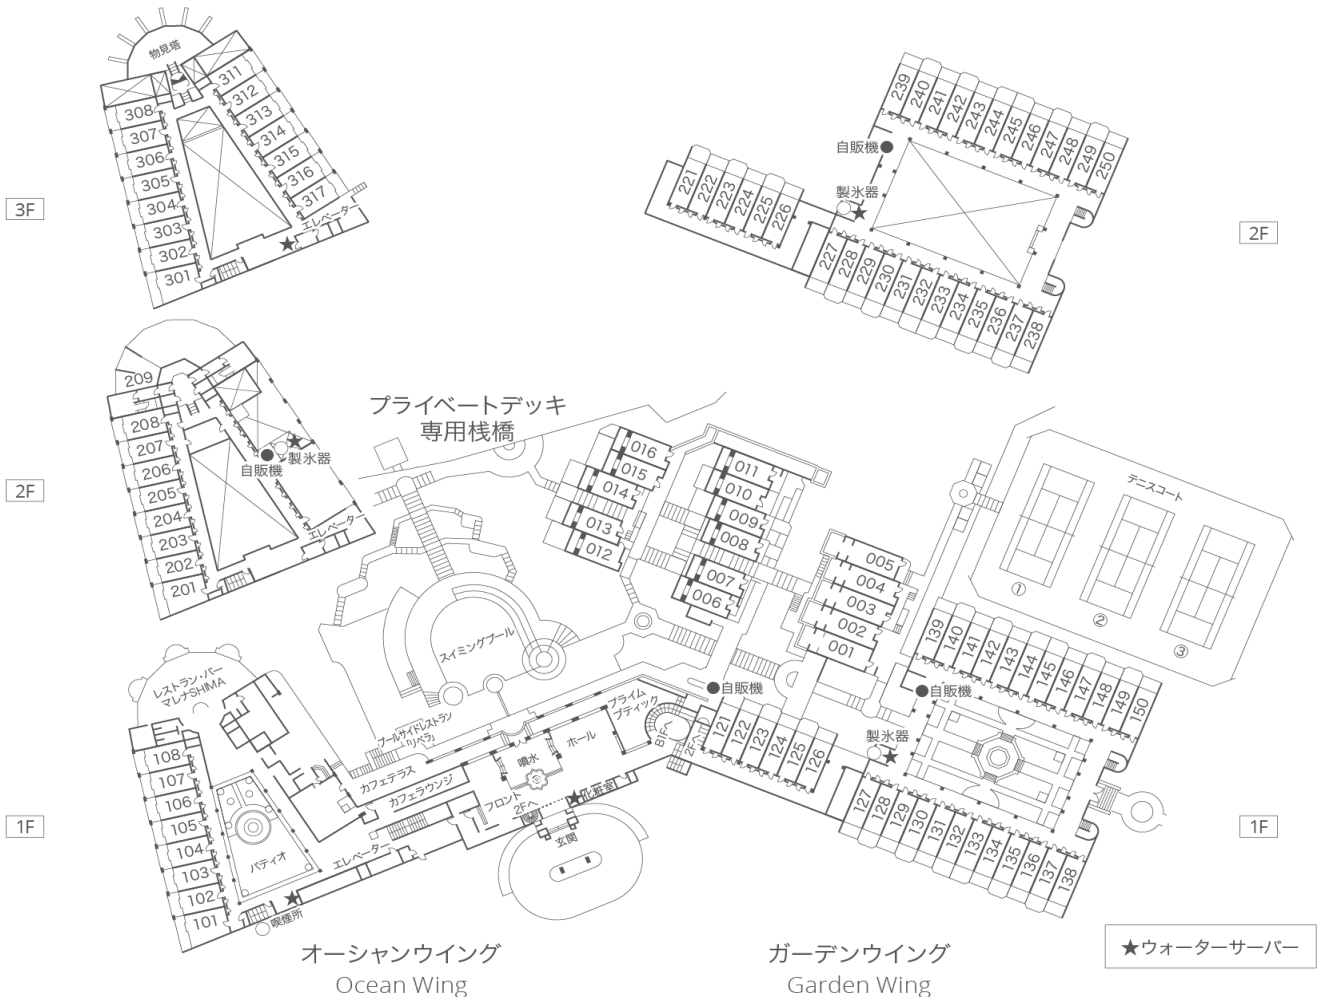 物見塔
311
312
313
314
315
316
317
308
307
306
305
304
303
302
301
エレベーター
3F
239
240
241
242
243
244
245
246
247
248
249
250
自販機
製氷器
221
222
223
224
225
226
227
228
229
230
231
232
233
234
235
236
237
238
2F
209
208
207
206
205
204
203
202
201
自販機
製氷器
エレベーター
2F
プライベートデッキ
専用桟橋
016
015
014
013
012
011
010
009
008
007
006
005
004
003
002
001
テニスコート
①
②
③
スイミングプール
レストラン・バー
マレナSHIMA
プールサイドレストラン
「リベラ」
カフェテラス
カフェラウンジ
プライム
ブティック
ホール
噴水
フロント
2Fへ
化粧室
玄関
B1Fへ
2Fへ
エレベーター
パティオ
喫煙所
108
107
106
105
104
103
102
101
1F
自販機
121
122
123
124
125
126
自販機
製氷器
139
140
141
142
143
144
145
146
147
148
149
150
127
128
129
130
131
132
133
134
135
136
137
138
1F
オーシャンウイング
Ocean Wing
ガーデンウイング
Garden Wing
★ウォーターサーバー